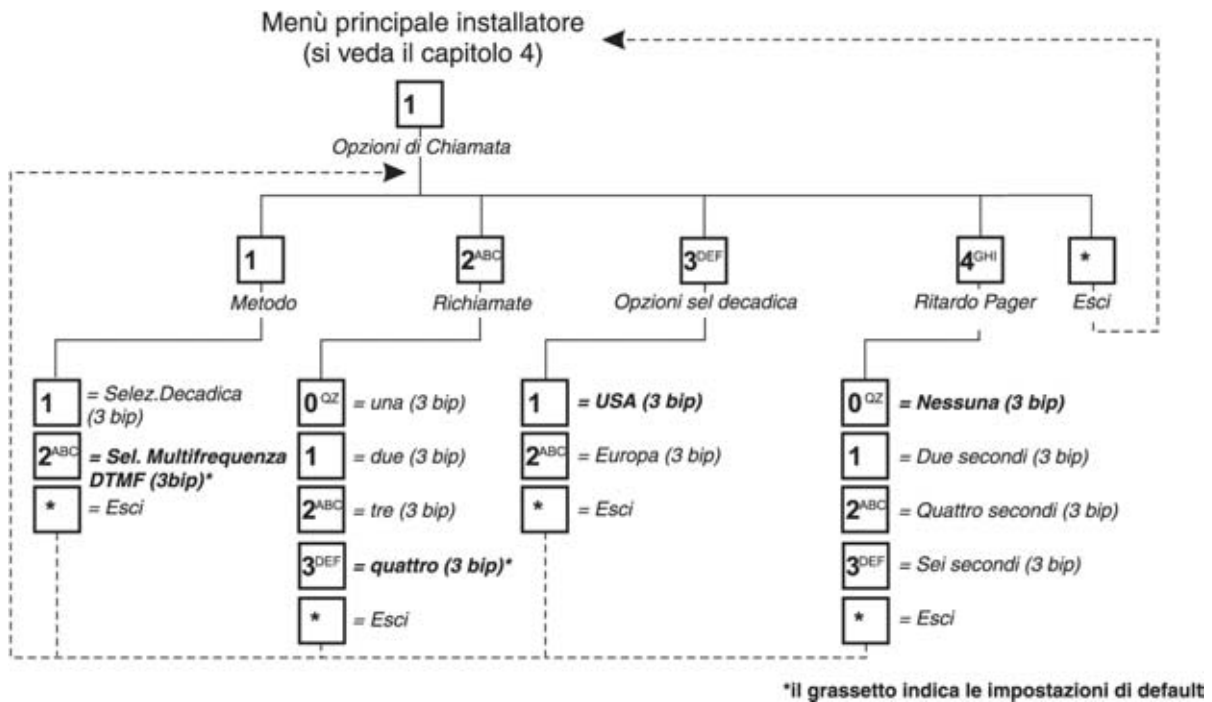 Menù principale installatore
(si veda il capitolo 4)
1
Opzioni di Chiamata
1
Metodo
2ABC
Richiamate
3DEF
Opzioni sel decadica
4GHI
Ritardo Pager
*
Esci
1 = Selez.Decadica
(3 bip)
2ABC = Sel. Multifrequenza
DTMF (3bip)*
* = Esci
0QZ = una (3 bip)
1 = due (3 bip)
2ABC = tre (3 bip)
3DEF = quattro (3 bip)*
* = Esci
1 = USA (3 bip)
2ABC = Europa (3 bip)
* = Esci
0QZ = Nessuna (3 bip)
1 = Due secondi (3 bip)
2ABC = Quattro secondi (3 bip)
3DEF = Sei secondi (3 bip)
* = Esci
*il grassetto indica le impostazioni di default